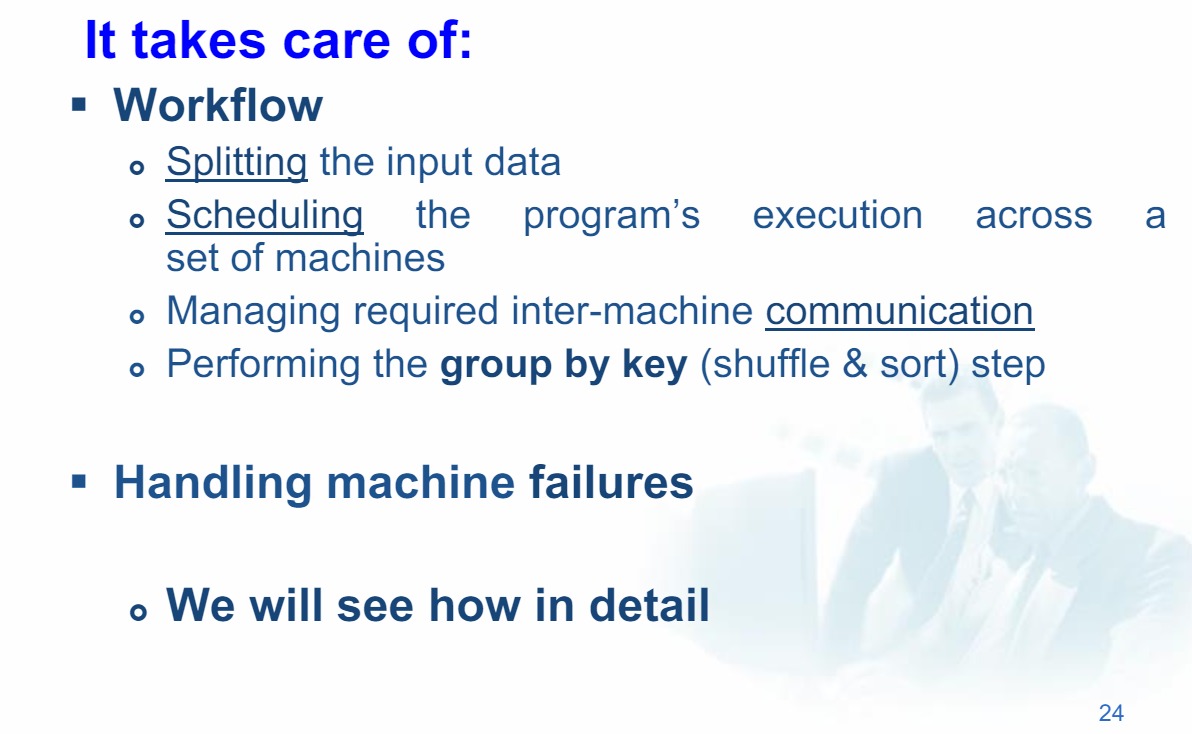 It takes care of:
▪ Workflow
Splitting the input data
Scheduling the program’s execution across a
set of machines
Managing required inter-machine communication
Performing the group by key (shuffle & sort) step
▪ Handling machine failures
We will see how in detail
24